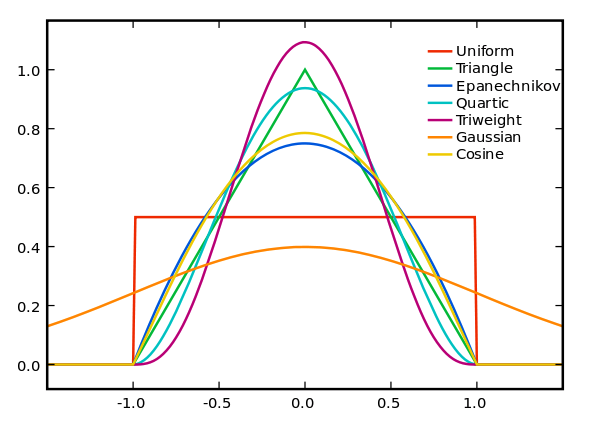 Uniform
Triangle
Epanechnikov
Quartic
Triweight
Gaussian
Cosine
1.0
0.8
0.6
0.4
0.2
0.0
-1.0 -0.5 0.0 0.5 1.0